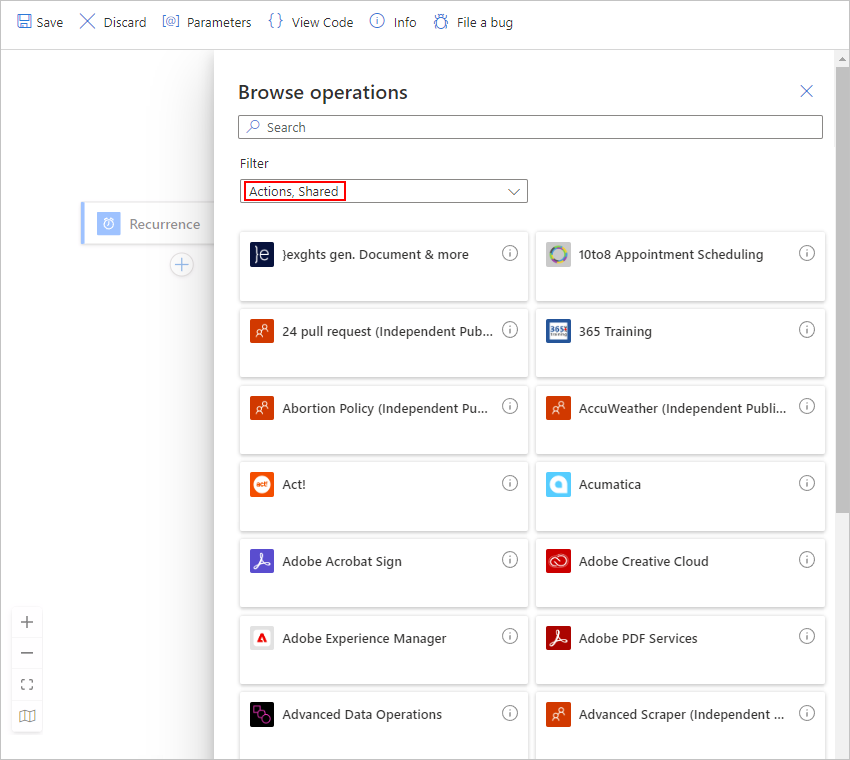 Save Discard [@] Parameters {} View Code Info File a bug
Browse operations
Search
Filter
Actions, Shared
Recurrence
}exghts gen. Document & more
10to8 Appointment Scheduling
24 pull request (Independent Pub...
365 Training
Abortion Policy (Independent Pu...
AccuWeather (Independent Publi...
act!
Act!
Acumatica
Adobe Acrobat Sign
Adobe Creative Cloud
Adobe Experience Manager
Adobe PDF Services
Advanced Data Operations
Advanced Scraper (Independent ...